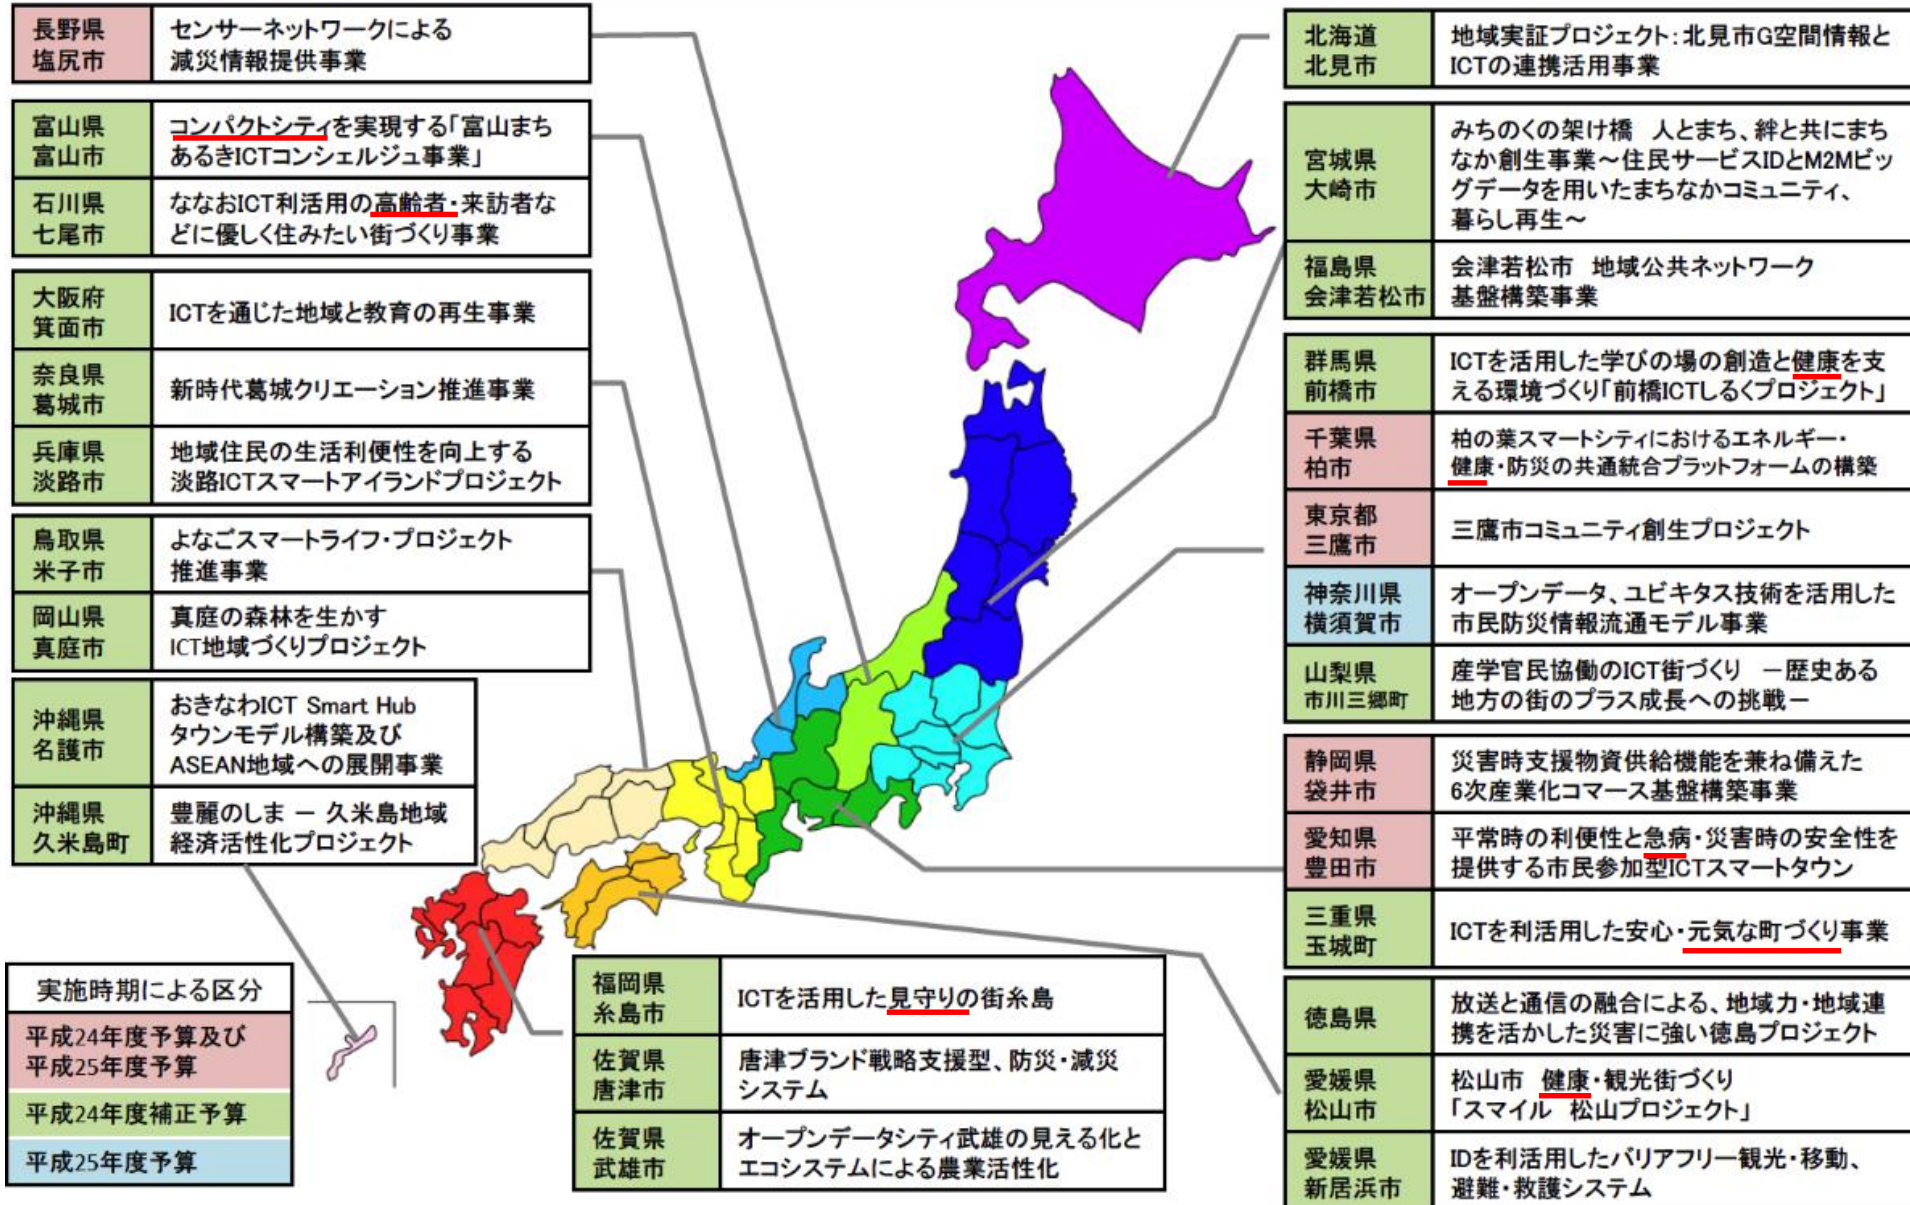 長野県
塩尻市
センサーネットワークによる
減災情報提供事業
富山県
富山市
コンパクトシティを実現する「富山まち
あるきICTコンシェルジュ事業」
石川県
七尾市
ななおICT利活用の高齢者・来訪者な
どに優しく住みたい街づくり事業
大阪府
箕面市
ICTを通じた地域と教育の再生事業
奈良県
葛城市
新時代葛城クリエーション推進事業
兵庫県
淡路市
地域住民の生活利便性を向上する
淡路ICTスマートアイランドプロジェクト
鳥取県
米子市
よなごスマートライフ・プロジェクト
推進事業
岡山県
真庭市
真庭の森林を生かす
ICT地域づくりプロジェクト
沖縄県
名護市
おきなわICT Smart Hub
タウンモデル構築及び
ASEAN地域への展開事業
沖縄県
久米島町
豊麗のしま － 久米島地域
経済活性化プロジェクト
実施時期による区分
平成24年度予算及び
平成25年度予算
平成24年度補正予算
平成25年度予算
福岡県
糸島市
ICTを活用した見守りの街糸島
佐賀県
唐津市
唐津ブランド戦略支援型、防災・減災
システム
佐賀県
武雄市
オープンデータシティ武雄の見える化と
エコシステムによる農業活性化
北海道
北見市
地域実証プロジェクト：北見市G空間情報と
ICTの連携活用事業
宮城県
大崎市
みちのくの架け橋　人とまち、絆と共にまち
なか創生事業～住民サービスIDとM2Mビッ
グデータを用いたまちなかコミュニティ、
暮らし再生～
福島県
会津若松市
会津若松市　地域公共ネットワーク
基盤構築事業
群馬県
前橋市
ICTを活用した学びの場の創造と健康を支
える環境づくり「前橋ICTしるくプロジェクト」
千葉県
柏市
柏の葉スマートシティにおけるエネルギー・
健康・防災の共通統合プラットフォームの構築
東京都
三鷹市
三鷹市コミュニティ創生プロジェクト
神奈川県
横須賀市
オープンデータ、ユビキタス技術を活用した
市民防災情報流通モデル事業
山梨県
市川三郷町
産学官民協働のICT街づくり　－歴史ある
地方の街のプラス成長への挑戦－
静岡県
袋井市
災害時支援物資供給機能を兼ね備えた
6次産業化コマース基盤構築事業
愛知県
豊田市
平常時の利便性と急病・災害時の安全性を
提供する市民参加型ICTスマートタウン
三重県
玉城町
ICTを利活用した安心・元気な町づくり事業
徳島県
放送と通信の融合による、地域力・地域連
携を活かした災害に強い徳島プロジェクト
愛媛県
松山市
松山市　健康・観光街づくり
「スマイル　松山プロジェクト」
愛媛県
新居浜市
IDを利活用したバリアフリー観光・移動、
避難・救護システム